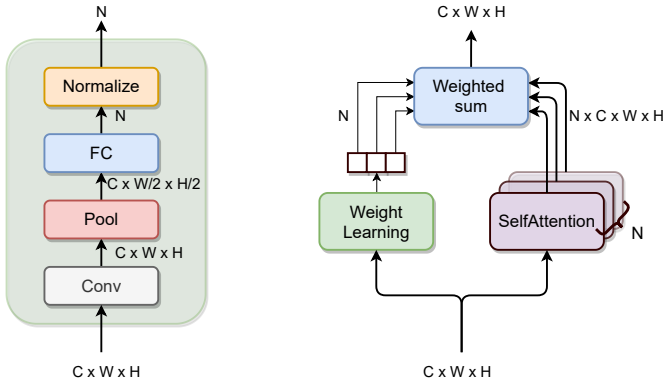 N
Normalize
N
FC
C x W/2 x H/2
Pool
C x W x H
Conv
C x W x H
C x W x H
Weighted
sum
N
N x C x W x H
Weight
Learning
SelfAttention
N
C x W x H